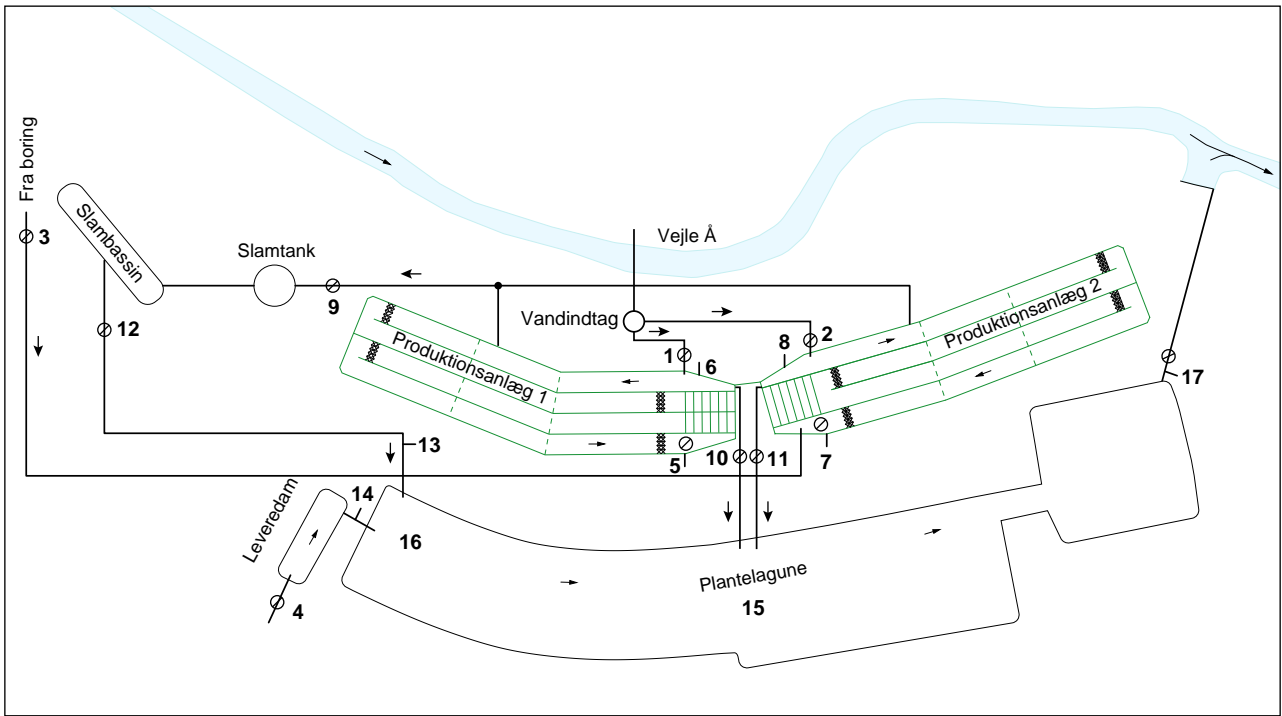 Fra boring
3
Slambassin
Slamtank
Vejle Å
9
12
Vandindtag
1
2
6
8
Produktionsanlæg 1
Produktionsanlæg 2
17
13
5
10
11
7
14
Leveredam
16
4
Plantelagune
15